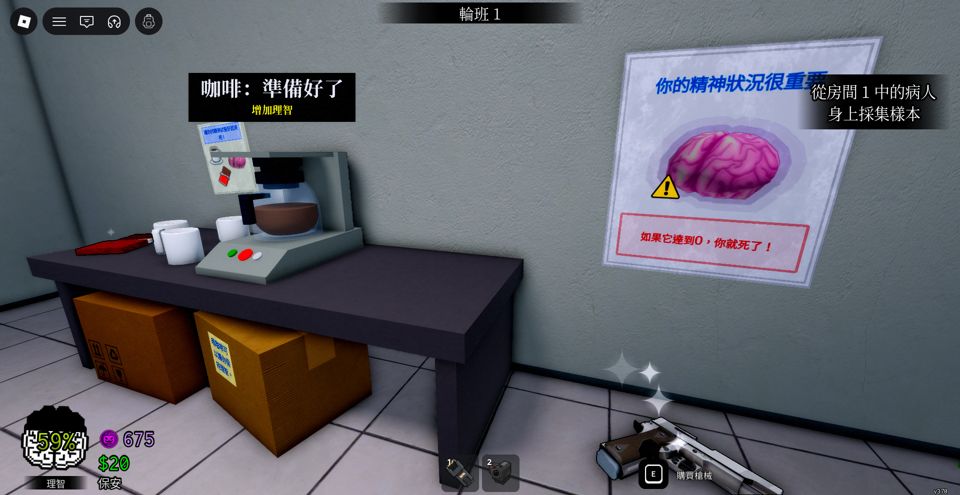 輪班 1
咖啡：準備好了
增加理智
你的精神狀況很重要
從房間 1 中的病人
身上採集樣本
如果它達到0，你就死了！
59%
675
$20
理智
保安
1
2
E
購買槍械
v378